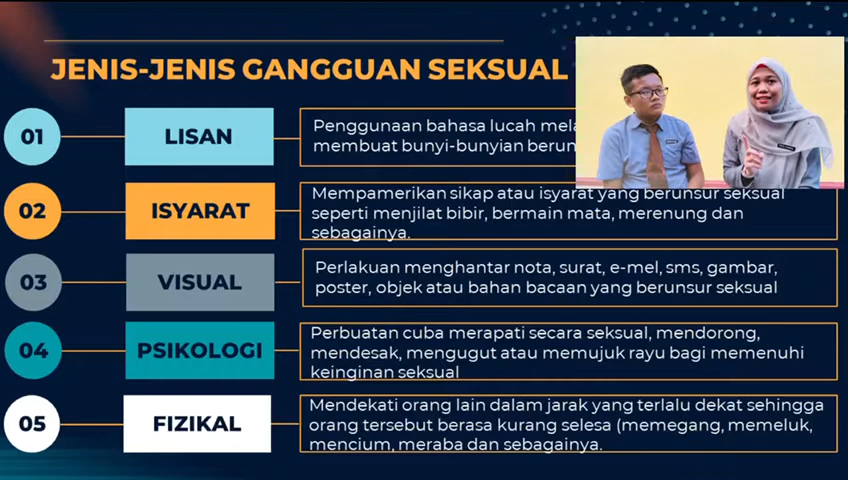 JENIS-JENIS GANGGUAN SEKSUAL
01
LISAN
Penggunaan bahasa lucah
membuat bunyi-bunyian
02
ISYARAT
Mempamerikan sikap atau isyarat yang berunsur seksual
seperti menjilat bibir, bermain mata, merenung dan
sebagainya.
03
VISUAL
Perlakuan menghantar nota, surat, e-mel, sms, gambar,
poster, objek atau bahan bacaan yang berunsur seksual
04
PSIKOLOGI
Perbuatan cuba merapati secara seksual, mendorong,
mendesak, mengugut atau memujuk rayu bagi memenuhi
keinginan seksual
05
FIZIKAL
Mendekati orang lain dalam jarak yang terlalu dekat sehingga
orang tersebut berasa kurang selesa (memegang, memeluk,
mencium, meraba dan sebagainya.